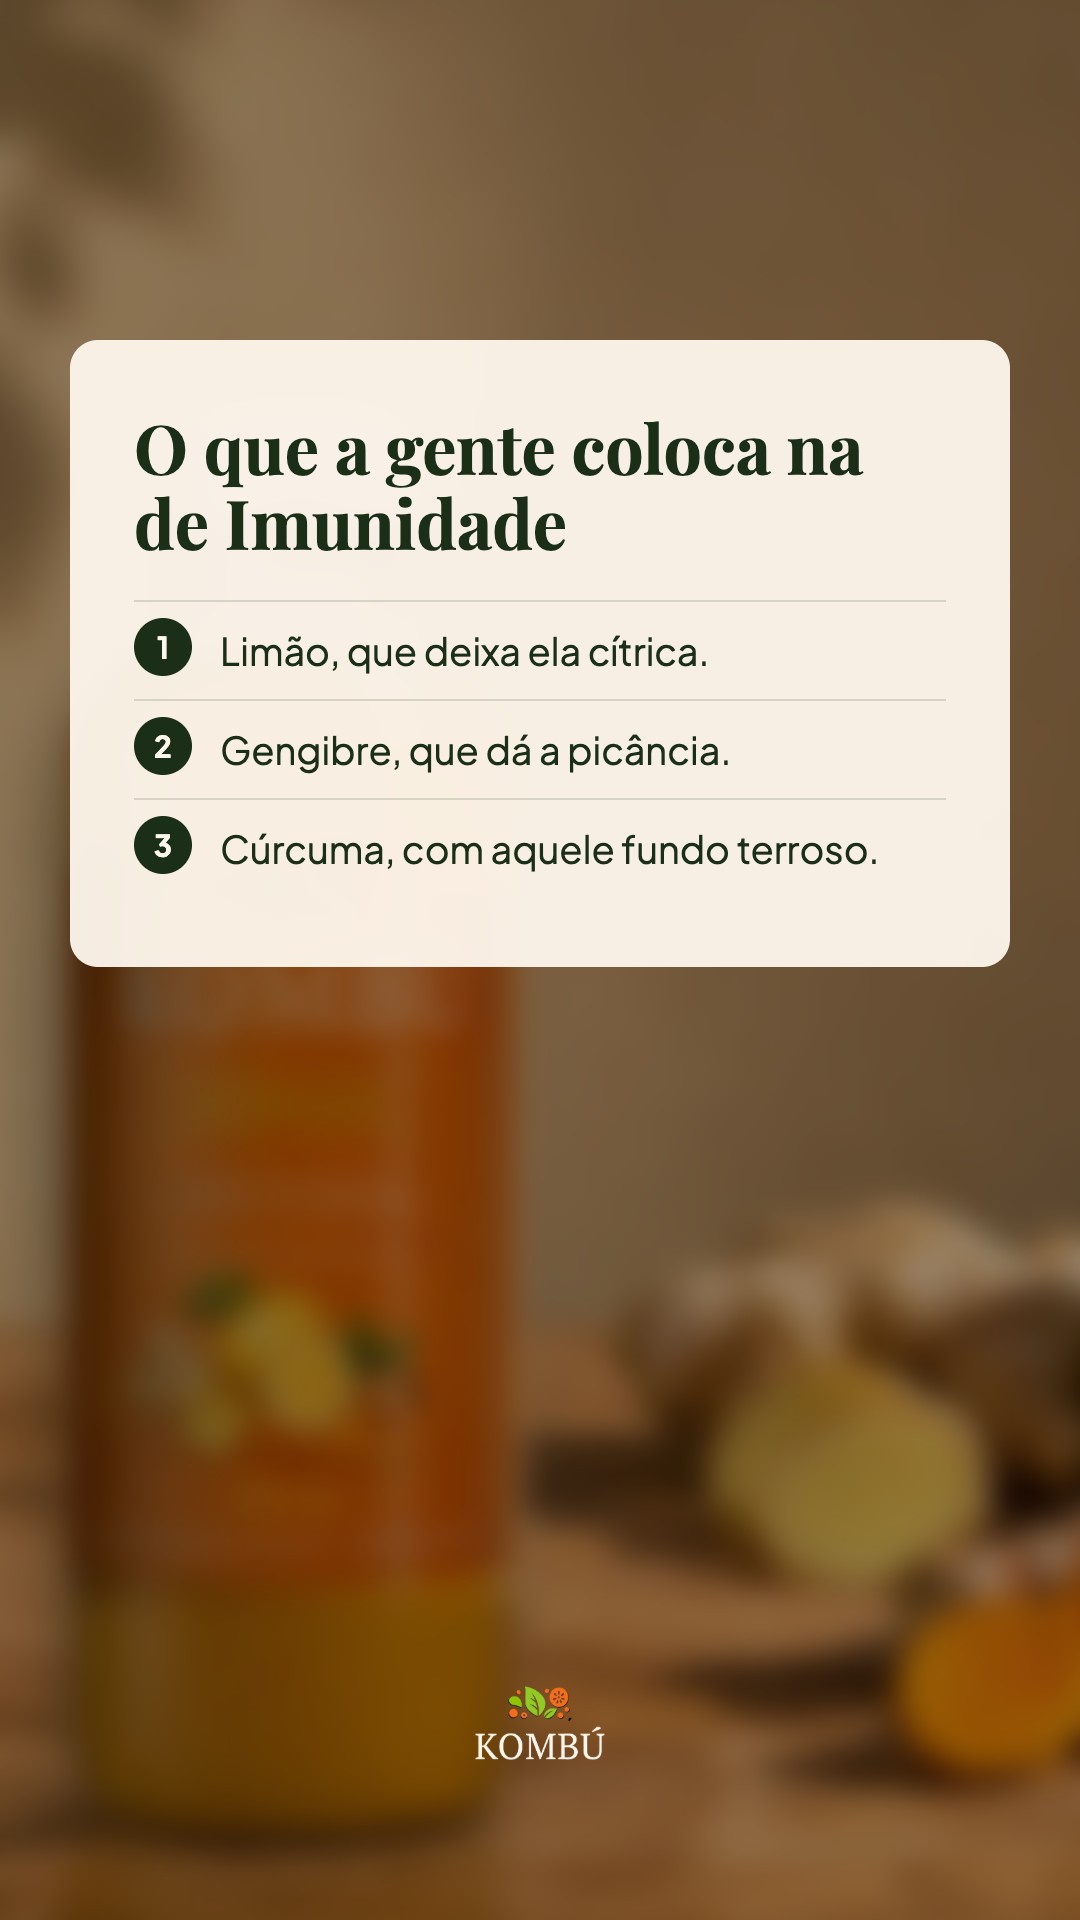 O que a gente coloca na
de Imunidade
1 Limão, que deixa ela cítrica.
2 Gengibre, que dá a picância.
3 Cúrcuma, com aquele fundo terroso.
KOMBÚ